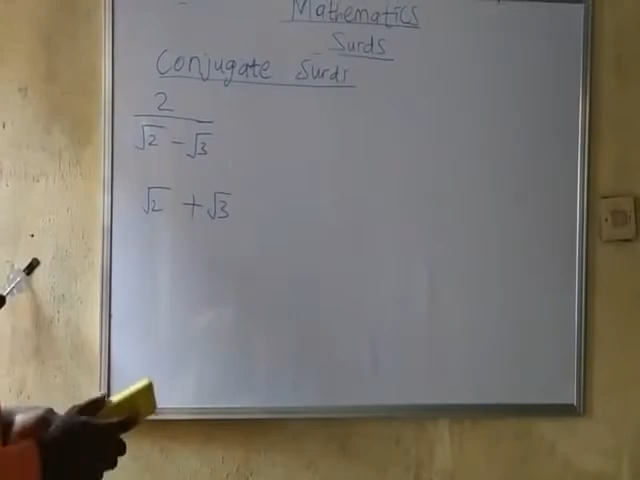 Mathematics
Surds
Conjugate Surds
2
√2 - √3
√2 + √3